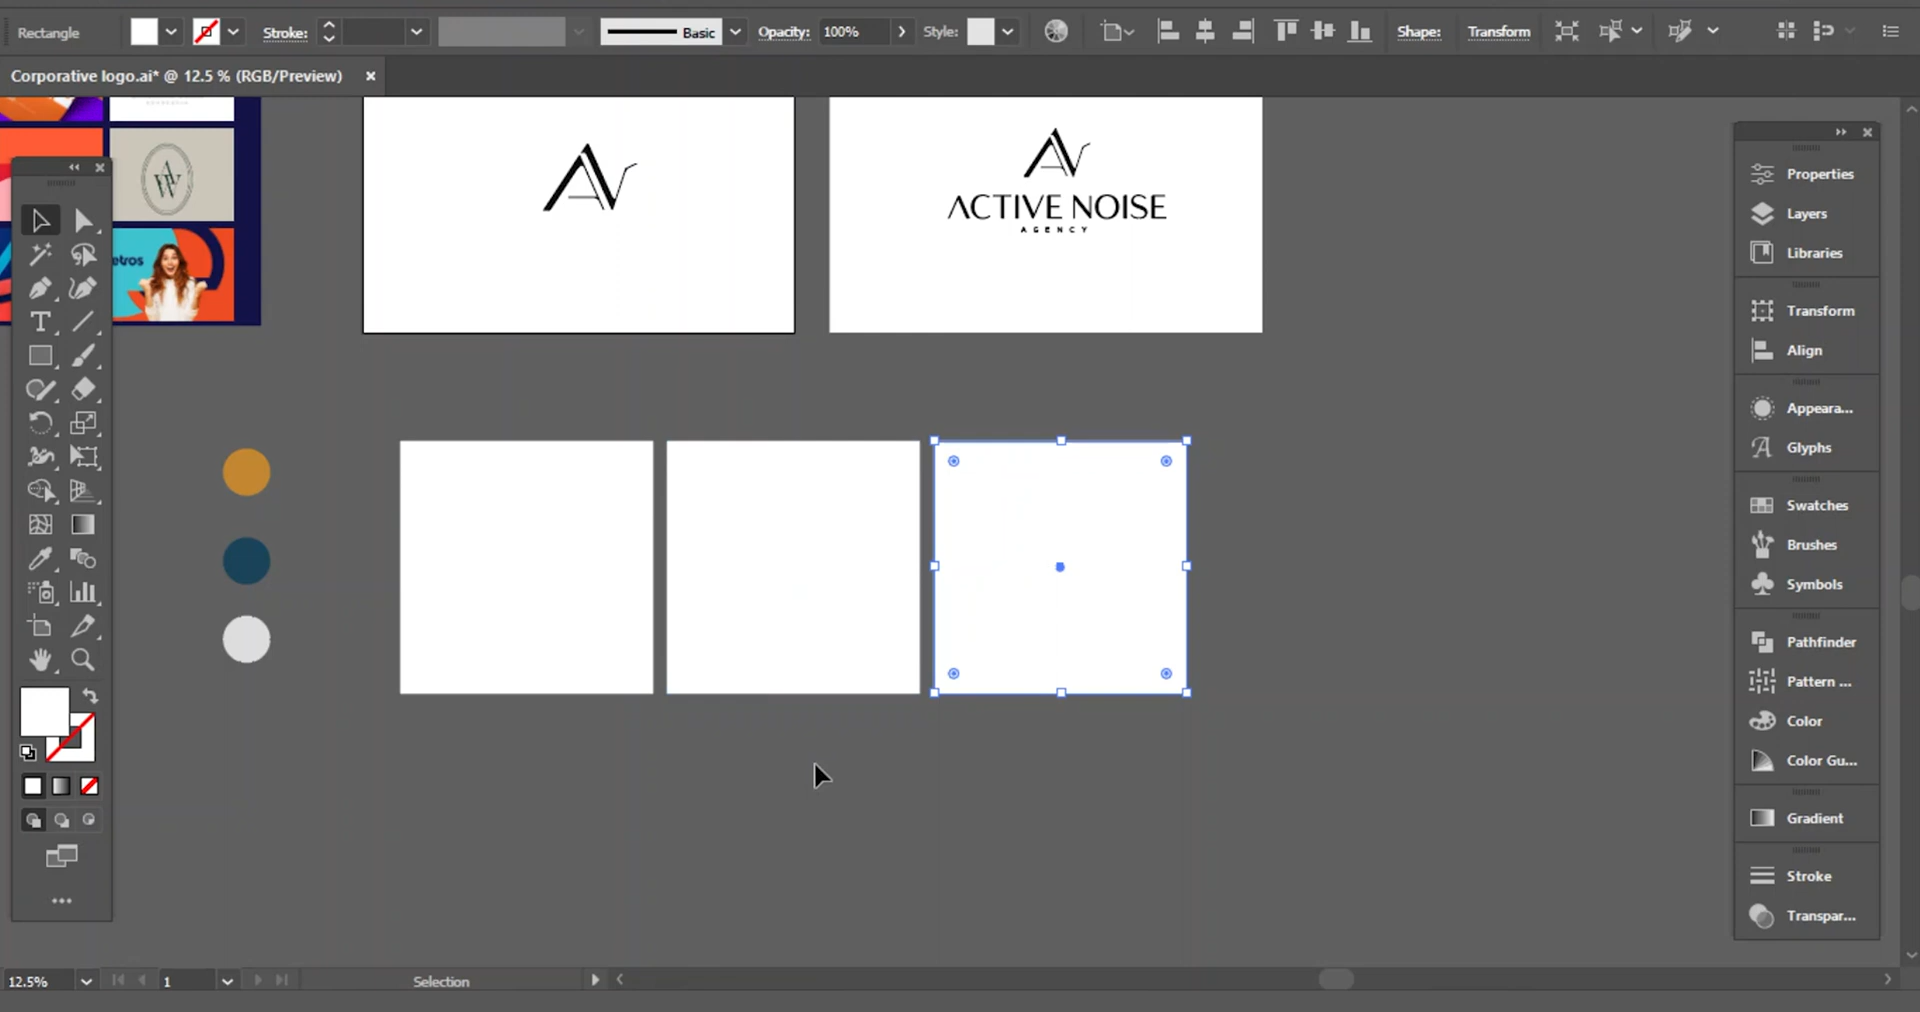 Rectangle
Stroke:
Basic
Opacity:
100%
Style:
Shape:
Transform
Corporative logo.ai* @ 12.5 % (RGB/Preview)
etros
ACTIVE NOISE
AGENCY
Properties
Layers
Libraries
Transform
Align
Appeara...
Glyphs
Swatches
Brushes
Symbols
Pathfinder
Pattern ...
Color
Color Gu...
Gradient
Stroke
Transpar...
12.5%
1
Selection